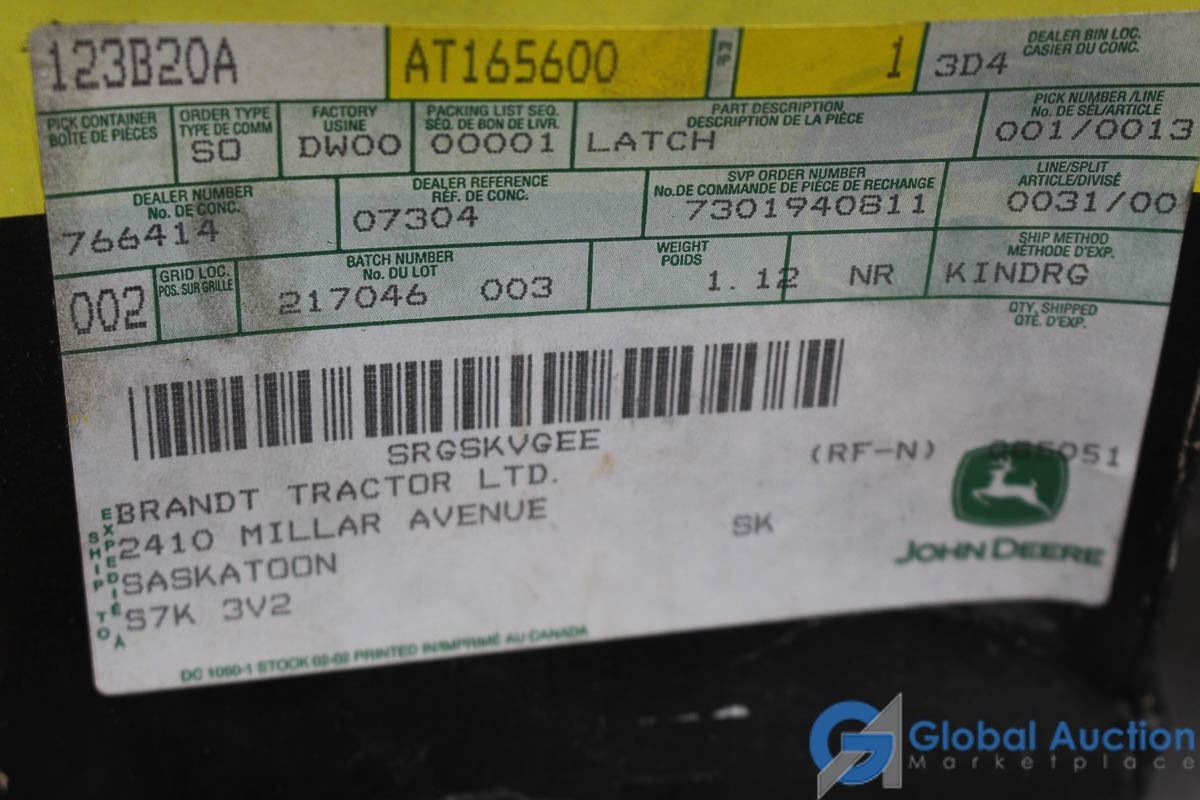 123B20A AT165600 1 DEALER BIN LOC.
CASIER DU CONC.
3D4
PICK CONTAINER
BOÎTE DE PIÈCES
ORDER TYPE
TYPE DE COMM
SO
FACTORY
USINE
DW00
PACKING LIST SEQ.
SÉQ. DE BON DE LIVR.
00001
PART DESCRIPTION
DESCRIPTION DE LA PIÈCE
LATCH
PICK NUMBER /LINE
No. DE SÉL/ARTICLE
001/0013
DEALER NUMBER
No. DE CONC.
766414
DEALER REFERENCE
RÉF. DE CONC.
07304
SVP ORDER NUMBER
No.DE COMMANDE DE PIÈCE DE RECHANGE
7301940811
LINE/SPLIT
ARTICLE/DIVISÉ
0031/00
002
GRID LOC.
POS. SUR GRILLE
BATCH NUMBER
No. DU LOT
217046 003
WEIGHT
POIDS
1.12 NR
SHIP METHOD
MÉTHODE D'EXP.
KINDRG
QTY. SHIPPED
QTÉ. D'EXP.
SRGSKVGEE
(RF-N)
SHIP TO
EXPÉDIÉ À
BRANDT TRACTOR LTD.
2410 MILLAR AVENUE SK
SASKATOON
S7K 3V2
JOHN DEERE
DC 1050-1 STOCK 02-02 PRINTED IN/IMPRIMÉ AU CANADA
Global Auction
Marketplace